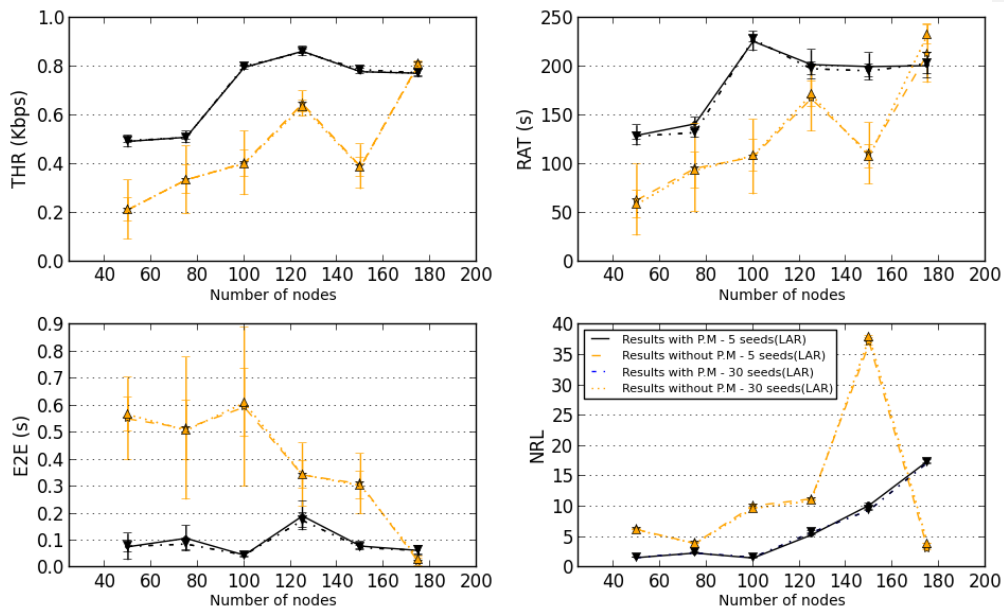 1.0
0.8
0.6
0.4
0.2
0.0
THR (Kbps)
40 60 80 100 120 140 160 180 200
Number of nodes
250
200
150
100
50
0
RAT (s)
40 60 80 100 120 140 160 180 200
Number of nodes
0.9
0.8
0.7
0.6
0.5
0.4
0.3
0.2
0.1
0.0
E2E (s)
40 60 80 100 120 140 160 180 200
Number of nodes
40
35
30
25
20
15
10
5
0
NRL
Results with P.M - 5 seeds(LAR)
Results without P.M - 5 seeds(LAR)
Results with P.M - 30 seeds(LAR)
Results without P.M - 30 seeds(LAR)
40 60 80 100 120 140 160 180 200
Number of nodes